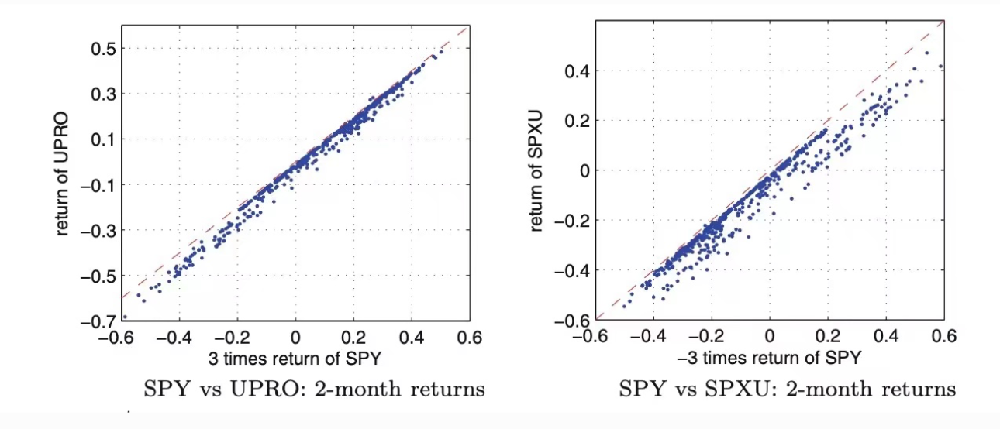 0.5
0.3
0.1
−0.1
−0.3
−0.5
−0.7
−0.6 −0.4 −0.2 0 0.2 0.4 0.6
return of UPRO
3 times return of SPY
SPY vs UPRO: 2-month returns
0.4
0.2
0
−0.2
−0.4
−0.6
−0.6 −0.4 −0.2 0 0.2 0.4 0.6
return of SPXU
−3 times return of SPY
SPY vs SPXU: 2-month returns